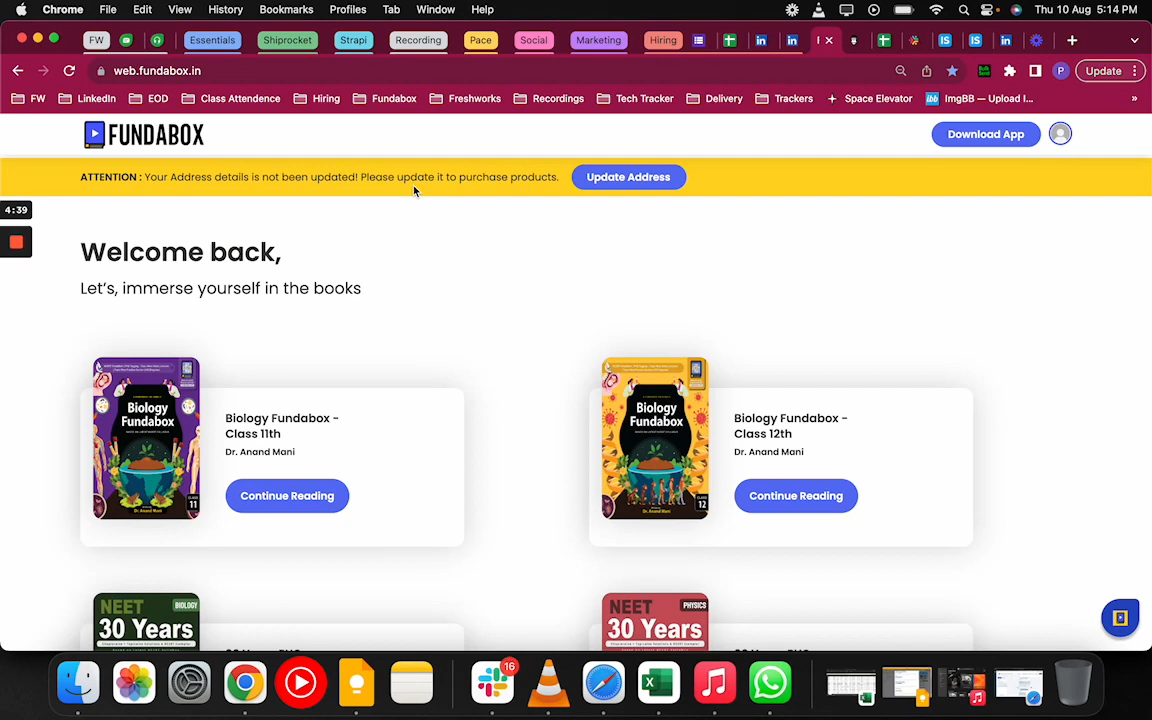 Chrome File Edit View History Bookmarks Profiles Tab Window Help Thu 10 Aug 5:14 PM
FW Essentials Shiprocket Strapi Recording Pace Social Marketing Hiring
web.fundabox.in P Update
FW LinkedIn EOD Class Attendence Hiring Fundabox Freshworks Recordings Tech Tracker Delivery Trackers Space Elevator ibb ImgBB — Upload I... »
FUNDABOX Download App
ATTENTION : Your Address details is not been updated! Please update it to purchase products. Update Address
4:39
Welcome back,
Let's, immerse yourself in the books
Biology
Fundabox
CLASS
11
Biology Fundabox -
Class 11th
Dr. Anand Mani
Continue Reading
Biology
Fundabox
CLASS
12
Biology Fundabox -
Class 12th
Dr. Anand Mani
Continue Reading
NEET BIOLOGY
30 Years
NEET PHYSICS
30 Years
16